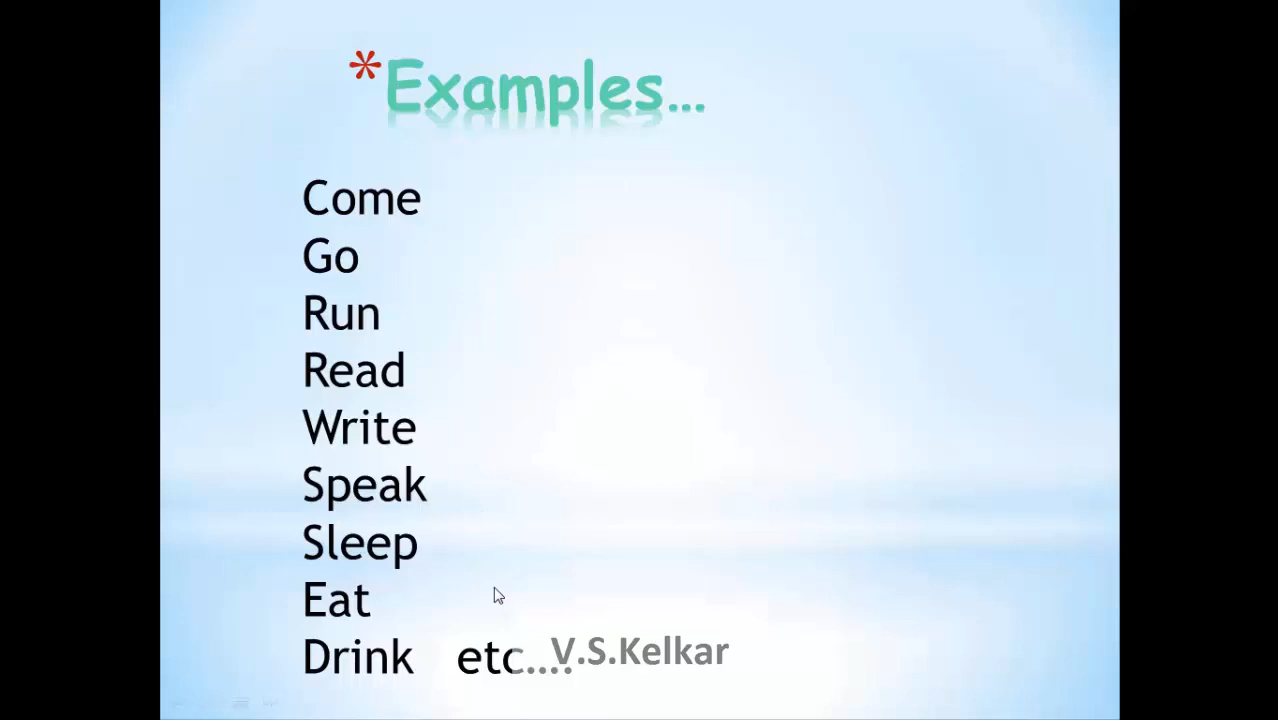 *Examples...
Come
Go
Run
Read
Write
Speak
Sleep
Eat
Drink etc....
V.S.Kelkar